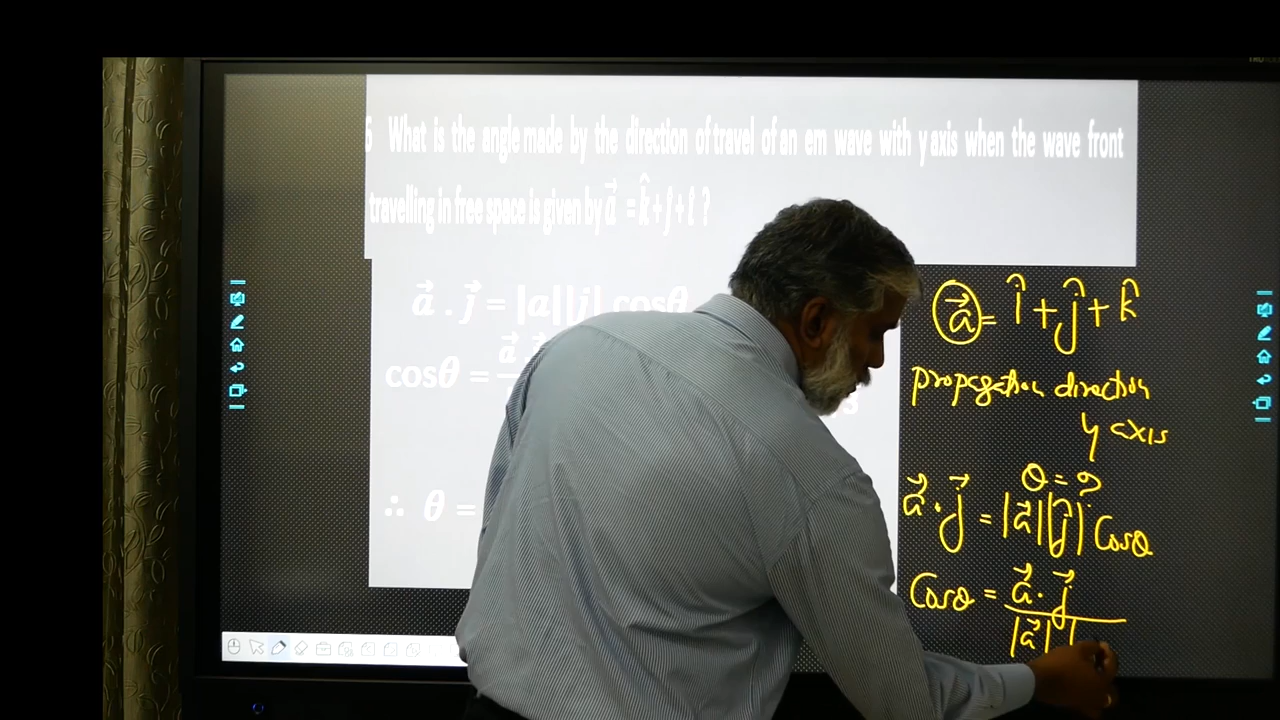 5 What is the angle made by the direction of travel of an em wave with y axis when the wave front
travelling in free space is given by a⃗ = k̂ + ĵ + î ?
a⃗ . j⃗ = |a||j| cosθ
cosθ =
∴ θ =
a⃗ = î + ĵ + k̂
propagation direction
y axis
θ = ?
a⃗ . j⃗ = |a⃗||ĵ| Cosθ
Cosθ = a⃗ . j⃗
|a⃗| |